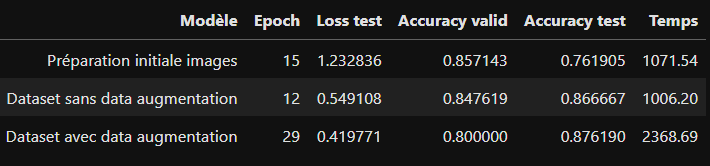 Modèle Epoch Loss test Accuracy valid Accuracy test Temps
Préparation initiale images 15 1.232836 0.857143 0.761905 1071.54
Dataset sans data augmentation 12 0.549108 0.847619 0.866667 1006.20
Dataset avec data augmentation 29 0.419771 0.800000 0.876190 2368.69